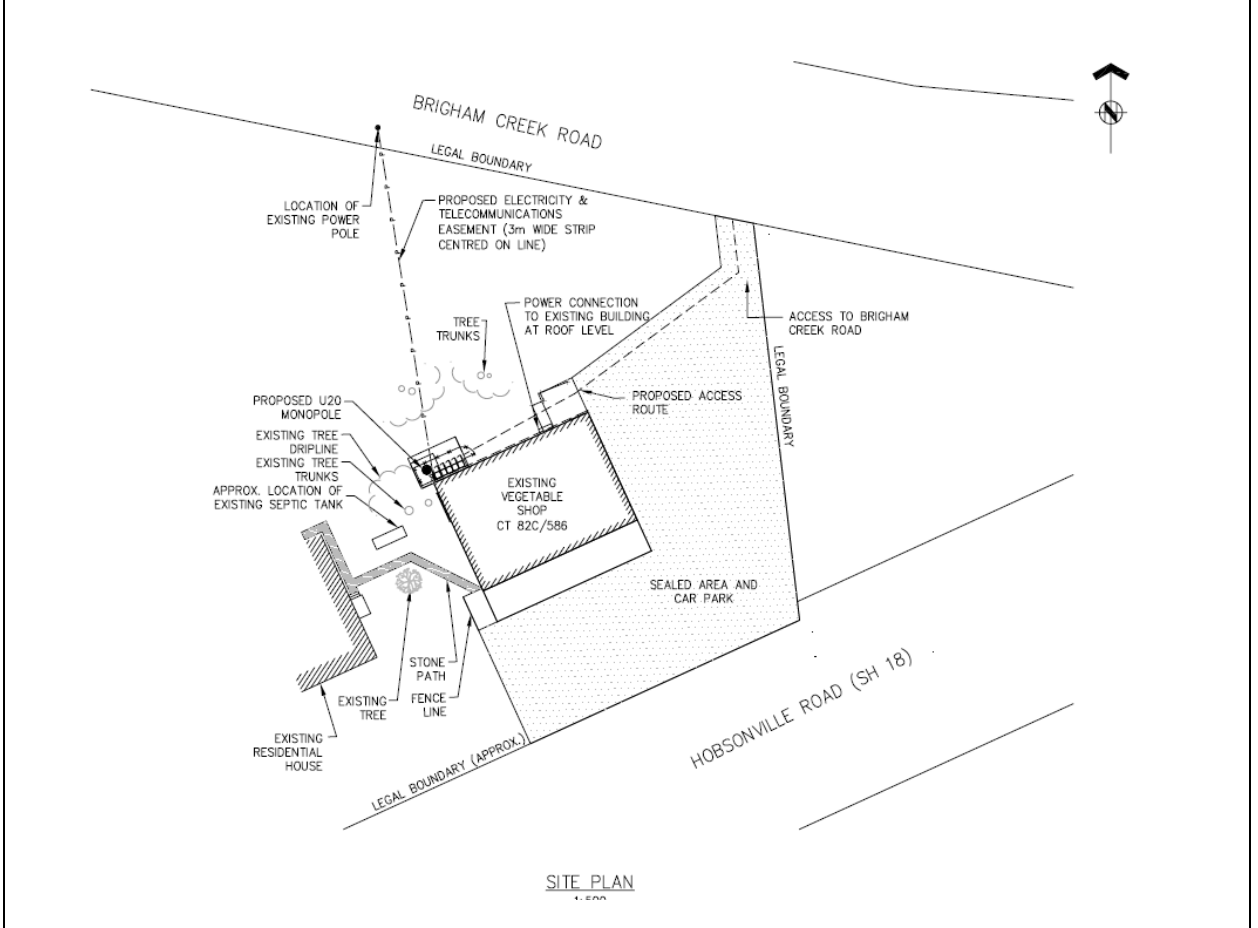 BRIGHAM CREEK ROAD
LEGAL BOUNDARY
LOCATION OF
EXISTING POWER
POLE
PROPOSED ELECTRICITY &
TELECOMMUNICATIONS
EASEMENT (3m WIDE STRIP
CENTRED ON LINE)
POWER CONNECTION
TO EXISTING BUILDING
AT ROOF LEVEL
TREE
TRUNKS
ACCESS TO BRIGHAM
CREEK ROAD
LEGAL BOUNDARY
PROPOSED ACCESS
ROUTE
PROPOSED U20
MONOPOLE
EXISTING TREE
DRIPLINE
EXISTING TREE
TRUNKS
APPROX. LOCATION OF
EXISTING SEPTIC TANK
EXISTING
VEGETABLE
SHOP
CT 82C/586
SEALED AREA AND
CAR PARK
STONE
PATH
FENCE
LINE
EXISTING
TREE
EXISTING
RESIDENTIAL
HOUSE
LEGAL BOUNDARY (APPROX.)
HOBSONVILLE ROAD (SH 18)
SITE PLAN
1:500